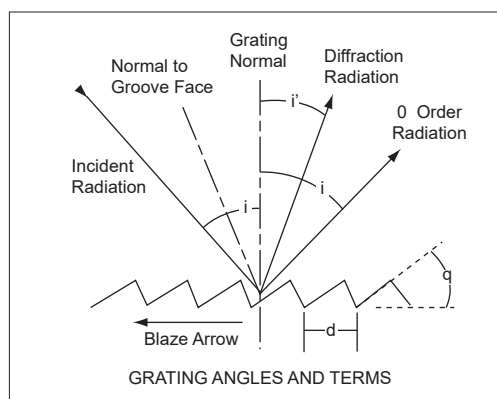 Grating
Normal
Normal to
Groove Face
Diffraction
Radiation
i'
0 Order
Radiation
Incident
Radiation
i
i
q
Blaze Arrow
d
GRATING ANGLES AND TERMS